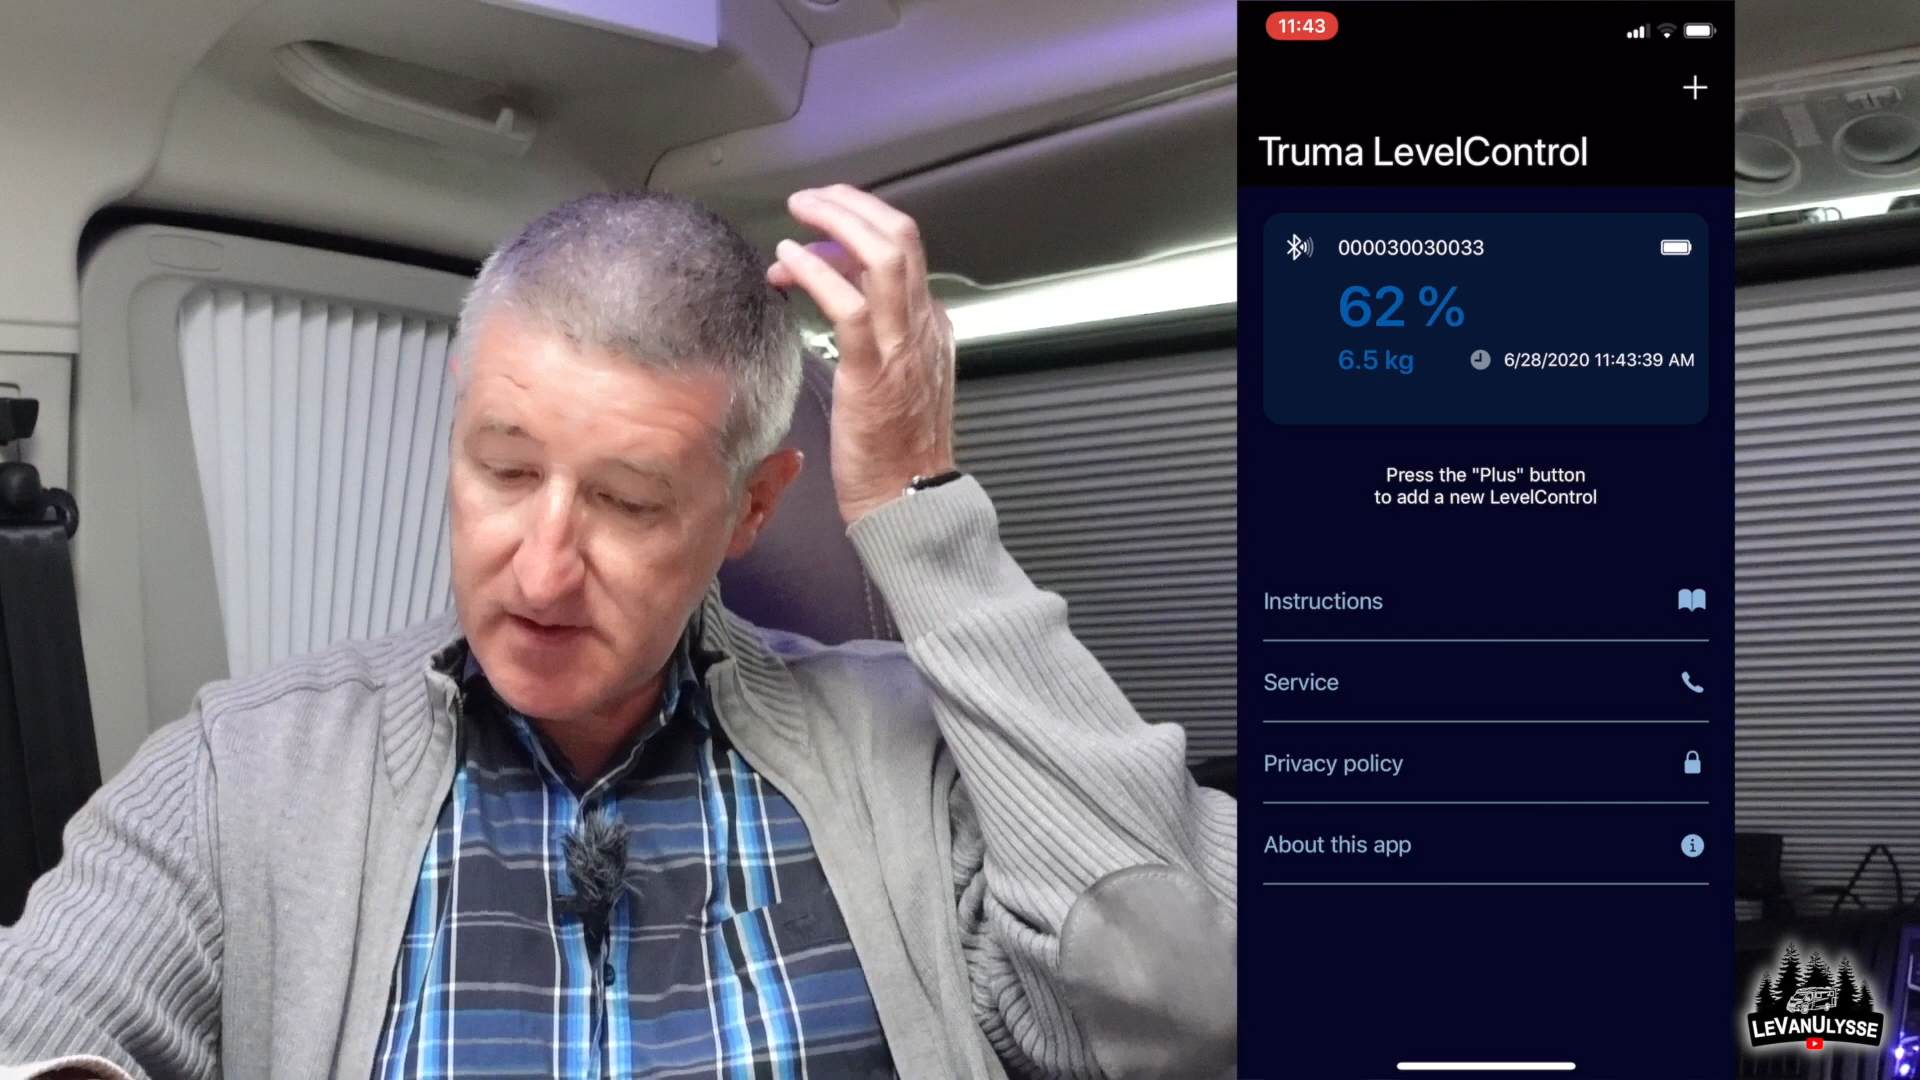 11:43
Truma LevelControl
000030030033
62 %
6.5 kg
6/28/2020 11:43:39 AM
Press the "Plus" button
to add a new LevelControl
Instructions
Service
Privacy policy
About this app
LEVANULYSSE